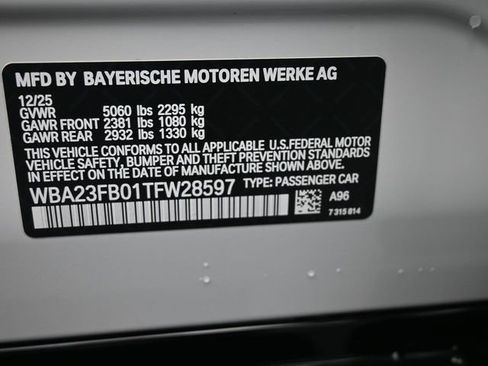 MFD BY BAYERISCHE MOTOREN WERKE AG
12/25
GVWR 5060 lbs 2295 kg
GAWR FRONT 2381 lbs 1080 kg
GAWR REAR 2932 lbs 1330 kg
THIS VEHICLE CONFORMS TO ALL APPLICABLE U.S.FEDERAL MOTOR
VEHICLE SAFETY, BUMPER AND THEFT PREVENTION STANDARDS
IN EFFECT ON THE DATE OF MANUFACTURE SHOWN ABOVE.
WBA23FB01TFW28597 TYPE: PASSENGER CAR
A96
7 315 814